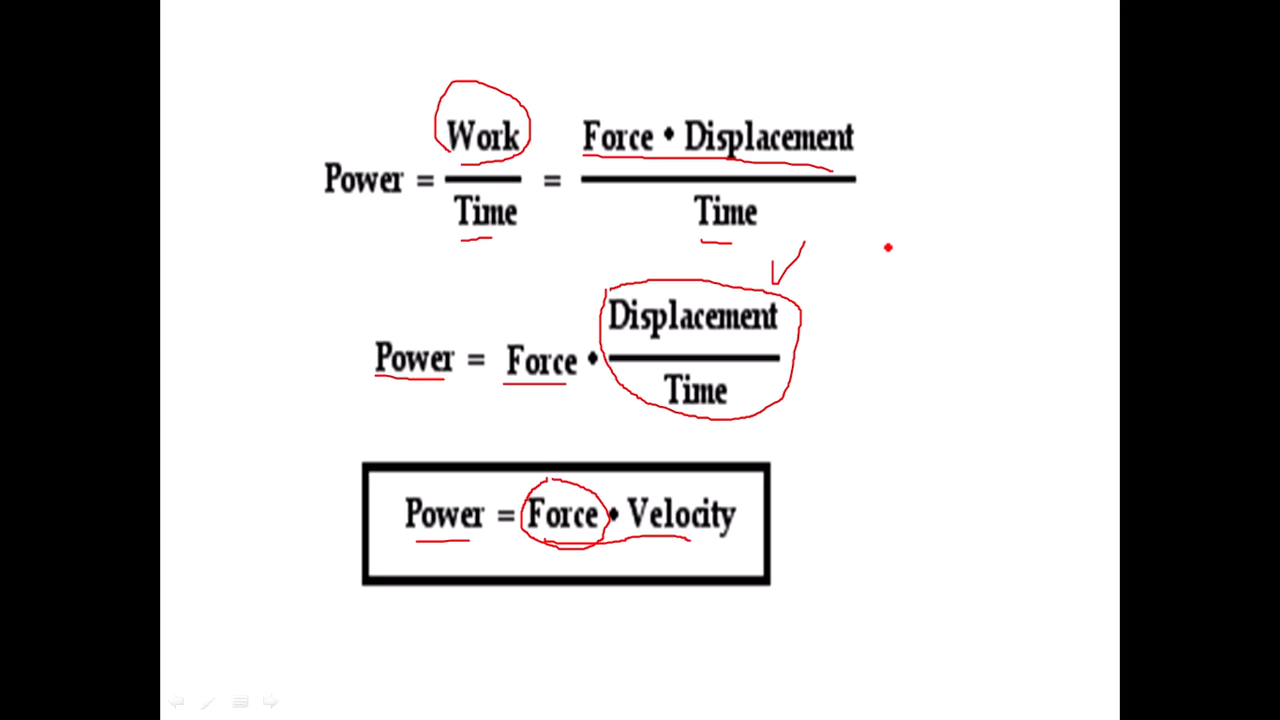 Power = Work / Time = Force • Displacement / Time
Power = Force • Displacement / Time
Power = Force • Velocity